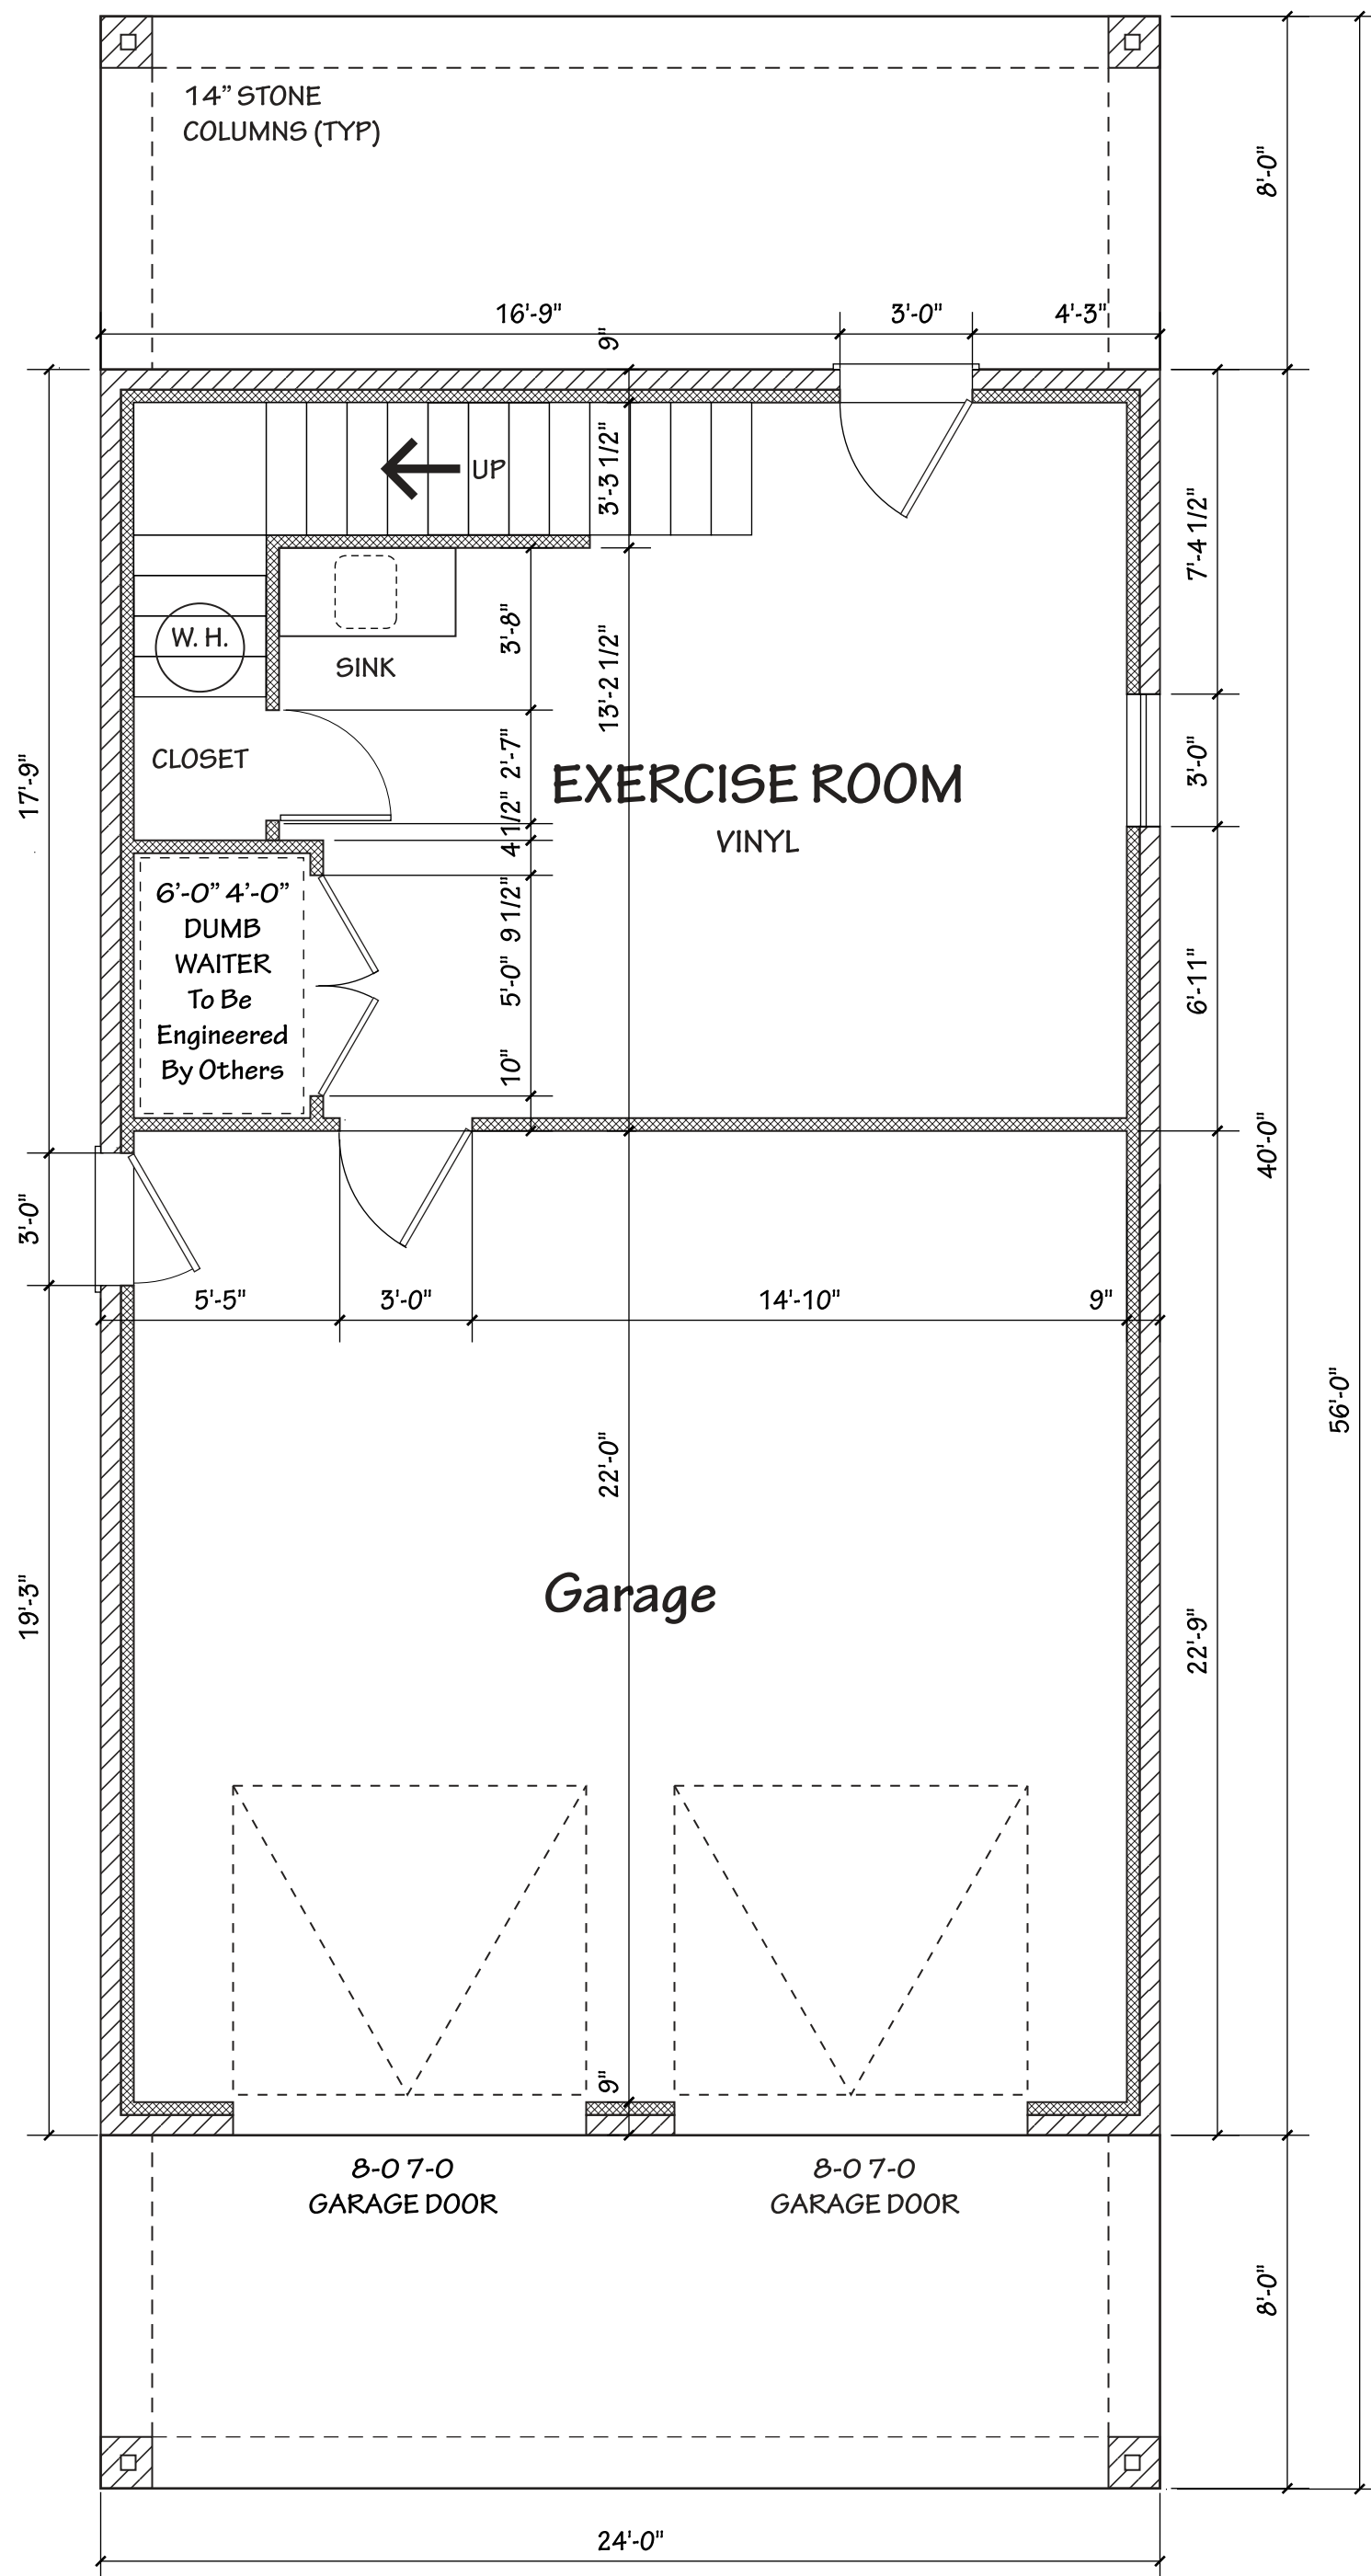 14” STONE
COLUMNS (TYP)
8'-0"
16'-9"
3'-0"
4'-3"
9"
3'-3 1/2"
UP
7'-4 1/2"
3'-8"
13'-2 1/2"
W. H.
SINK
CLOSET
2'-7"
4 1/2"
EXERCISE ROOM
VINYL
3'-0"
17'-9"
6’-0” 4’-0”
DUMB
WAITER
To Be
Engineered
By Others
9 1/2"
5'-0"
10"
6'-11"
40'-0"
3'-0"
5'-5"
3'-0"
14'-10"
9"
56'-0"
22'-0"
Garage
19'-3"
22'-9"
9"
8-0 7-0
GARAGE DOOR
8-0 7-0
GARAGE DOOR
8'-0"
24'-0"